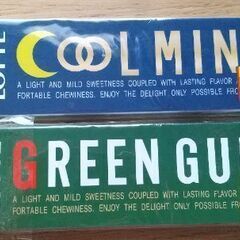 LOTTE
COOL MIN
A LIGHT AND MILD SWEETNESS COUPLED WITH LASTING FLAVOR
FORTABLE CHEWINESS. ENJOY THE DELIGHT ONLY POSSIBLE FRO
GREEN GU
A LIGHT AND MILD SWEETNESS COUPLED WITH LASTING FLAVOR A
FORTABLE CHEWINESS. ENJOY THE DELIGHT ONLY POSSIBLE FROM